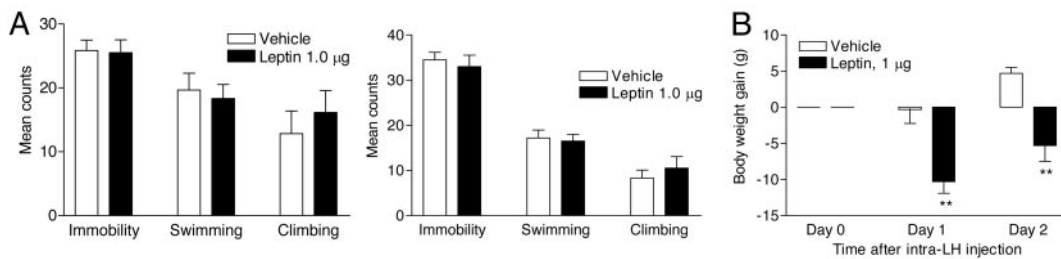 A
Mean counts
30
20
10
0
Vehicle
Leptin 1.0 µg
Immobility
Swimming
Climbing
Mean counts
40
30
20
10
0
Vehicle
Leptin 1.0 µg
Immobility
Swimming
Climbing
B
Body weight gain (g)
10
5
0
-5
-10
-15
Vehicle
Leptin, 1 µg
**
**
Day 0
Day 1
Day 2
Time after intra-LH injection